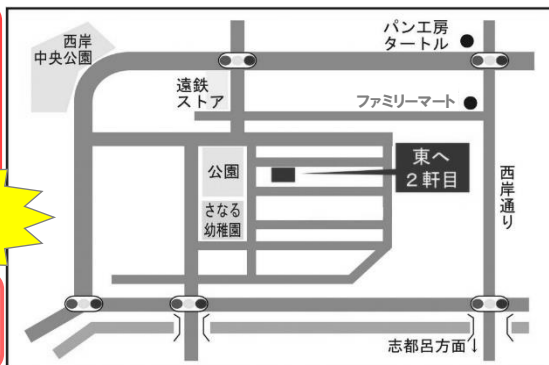 西岸
中央公園
パン工房
タートル
遠鉄
ストア
ファミリーマート
公園
東へ
2軒目
さなる
幼稚園
西岸通り
志都呂方面↓